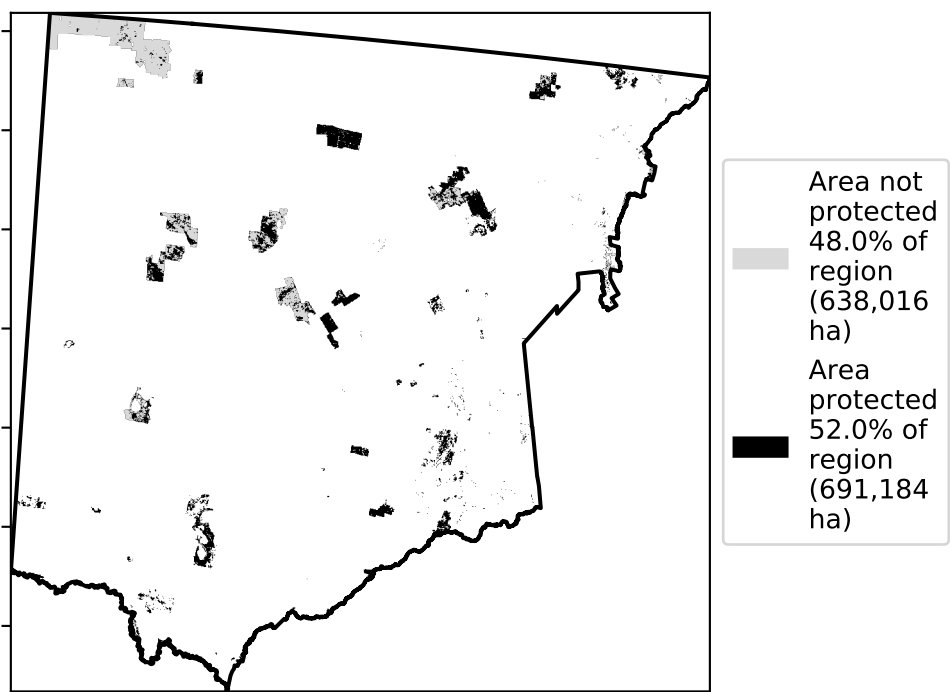 Area not
protected
48.0% of
region
(638,016
ha)
Area
protected
52.0% of
region
(691,184
ha)